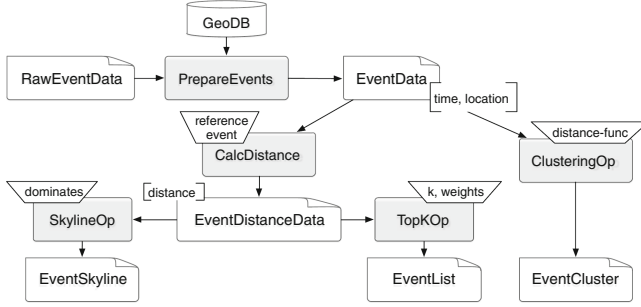 GeoDB
RawEventData
PrepareEvents
EventData
[time, location]
reference
event
distance-func
CalcDistance
ClusteringOp
dominates
[distance]
k, weights
SkylineOp
EventDistanceData
TopKOp
EventSkyline
EventList
EventCluster